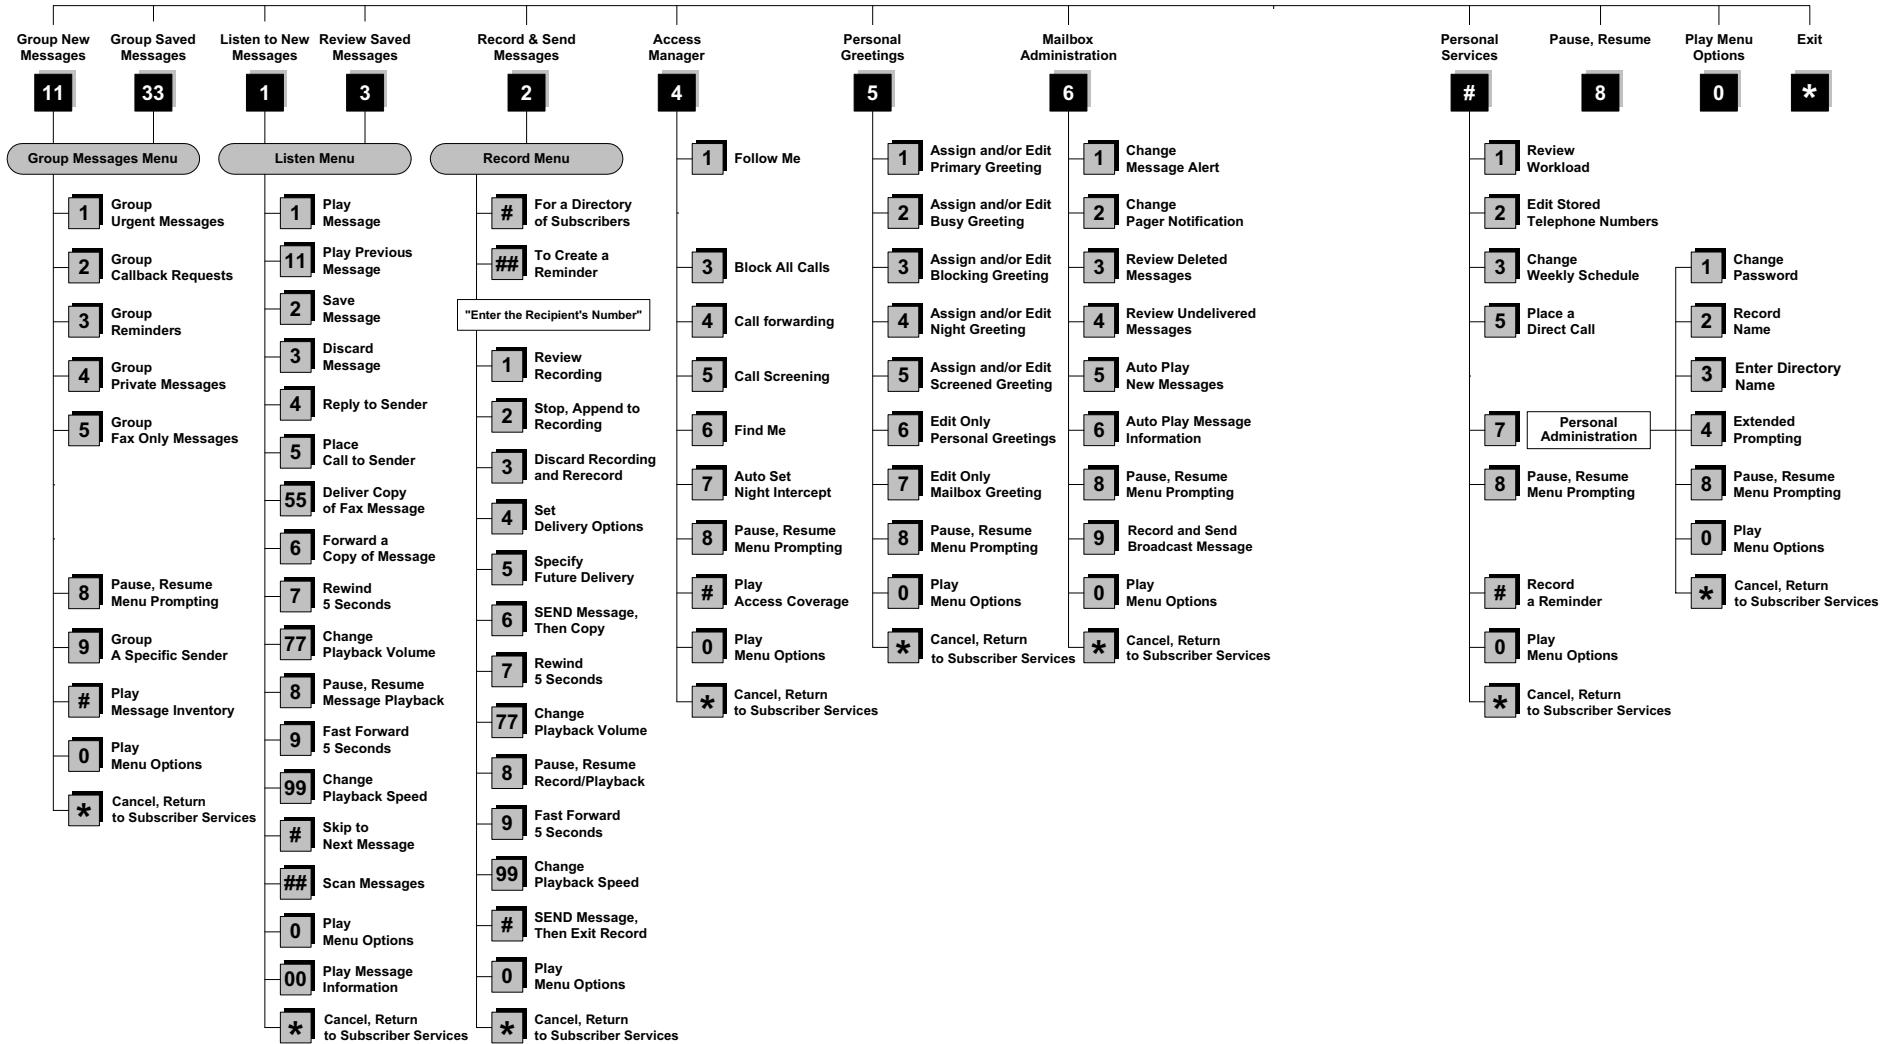 Group New
Messages
11
Group Saved
Messages
33
Listen to New
Messages
1
Review Saved
Messages
3
Record & Send
Messages
2
Access
Manager
4
Personal
Greetings
5
Mailbox
Administration
6
Personal
Services
#
Pause, Resume
8
Play Menu
Options
0
Exit
*
Group Messages Menu
1
Group
Urgent Messages
2
Group
Callback Requests
3
Group
Reminders
4
Group
Private Messages
5
Group
Fax Only Messages
8
Pause, Resume
Menu Prompting
9
Group
A Specific Sender
#
Play
Message Inventory
0
Play
Menu Options
*
Cancel, Return
to Subscriber Services
Listen Menu
1
Play
Message
11
Play Previous
Message
2
Save
Message
3
Discard
Message
4
Reply to Sender
5
Place
Call to Sender
55
Deliver Copy
of Fax Message
6
Forward a
Copy of Message
7
Rewind
5 Seconds
77
Change
Playback Volume
8
Pause, Resume
Message Playback
9
Fast Forward
5 Seconds
99
Change
Playback Speed
#
Skip to
Next Message
##
Scan Messages
0
Play
Menu Options
00
Play Message
Information
*
Cancel, Return
to Subscriber Services
Record Menu
#
For a Directory
of Subscribers
##
To Create a
Reminder
"Enter the Recipient's Number"
1
Review
Recording
2
Stop, Append to
Recording
3
Discard Recording
and Rerecord
4
Set
Delivery Options
5
Specify
Future Delivery
6
SEND Message,
Then Copy
7
Rewind
5 Seconds
77
Change
Playback Volume
8
Pause, Resume
Record/Playback
9
Fast Forward
5 Seconds
99
Change
Playback Speed
#
SEND Message,
Then Exit Record
0
Play
Menu Options
*
Cancel, Return
to Subscriber Services
1
Follow Me
3
Block All Calls
4
Call forwarding
5
Call Screening
6
Find Me
7
Auto Set
Night Intercept
8
Pause, Resume
Menu Prompting
#
Play
Access Coverage
0
Play
Menu Options
*
Cancel, Return
to Subscriber Services
1
Assign and/or Edit
Primary Greeting
2
Assign and/or Edit
Busy Greeting
3
Assign and/or Edit
Blocking Greeting
4
Assign and/or Edit
Night Greeting
5
Assign and/or Edit
Screened Greeting
6
Edit Only
Personal Greetings
7
Edit Only
Mailbox Greeting
8
Pause, Resume
Menu Prompting
0
Play
Menu Options
*
Cancel, Return
to Subscriber Services
1
Change
Message Alert
2
Change
Pager Notification
3
Review Deleted
Messages
4
Review Undelivered
Messages
5
Auto Play
New Messages
6
Auto Play Message
Information
8
Pause, Resume
Menu Prompting
9
Record and Send
Broadcast Message
0
Play
Menu Options
*
Cancel, Return
to Subscriber Services
1
Review
Workload
2
Edit Stored
Telephone Numbers
3
Change
Weekly Schedule
5
Place a
Direct Call
7
Personal
Administration
8
Pause, Resume
Menu Prompting
#
Record
a Reminder
0
Play
Menu Options
*
Cancel, Return
to Subscriber Services
1
Change
Password
2
Record
Name
3
Enter Directory
Name
4
Extended
Prompting
8
Pause, Resume
Menu Prompting
0
Play
Menu Options
*
Cancel, Return
to Subscriber Services